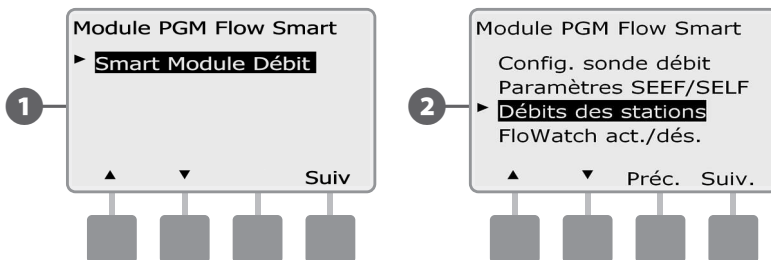 1
Module PGM Flow Smart
► Smart Module Débit
▲ ▼ Suiv
2
Module PGM Flow Smart
Config. sonde débit
Paramètres SEEF/SELF
► Débits des stations
FloWatch act./dés.
▲ ▼ Préc. Suiv.